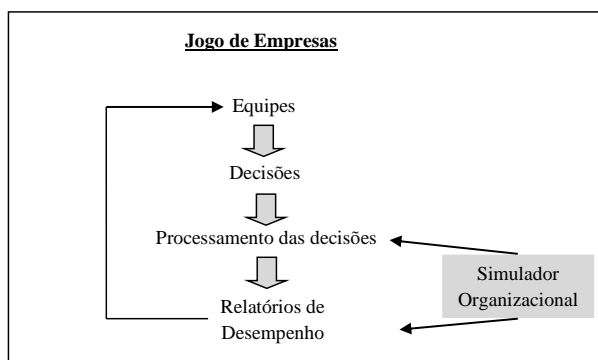 Jogo de Empresas
Equipes
Decisões
Processamento das decisões
Simulador
Organizacional
Relatórios de
Desempenho